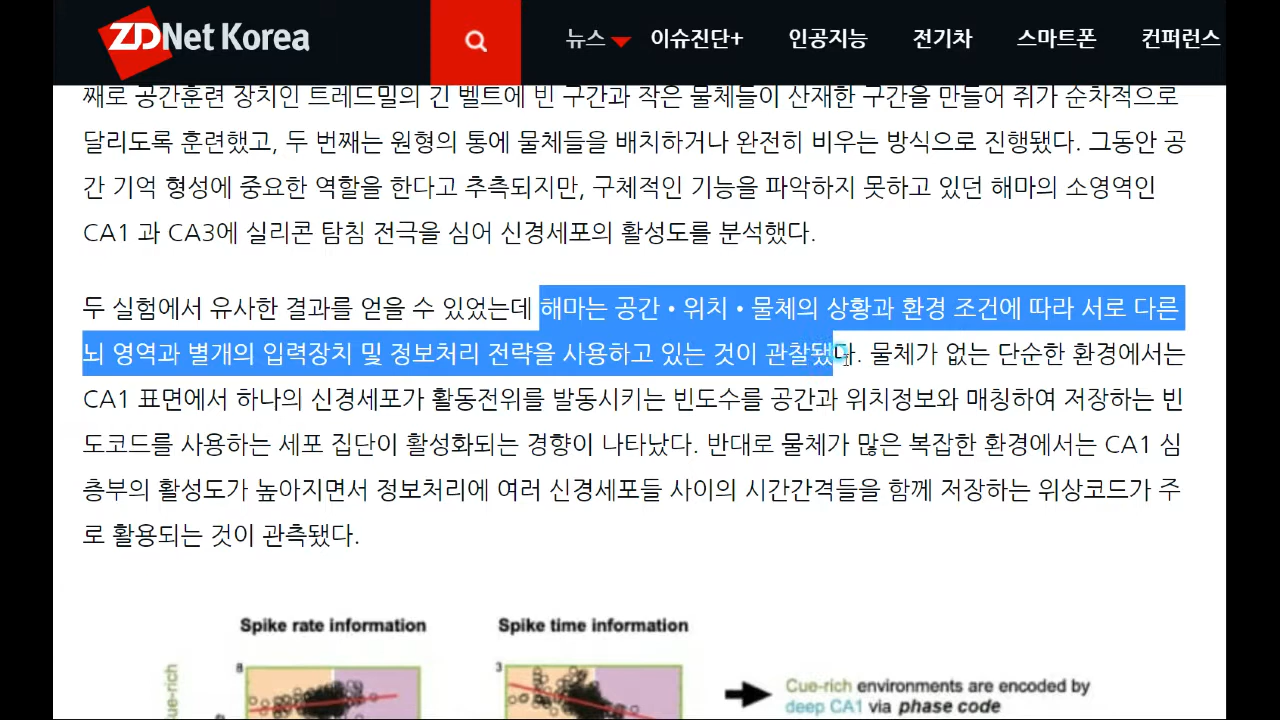 ZDNet Korea
뉴스 이슈진단+ 인공지능 전기차 스마트폰 컨퍼런스
째로 공간훈련 장치인 트레드밀의 긴 벨트에 빈 구간과 작은 물체들이 산재한 구간을 만들어 쥐가 순차적으로
달리도록 훈련했고, 두 번째는 원형의 통에 물체들을 배치하거나 완전히 비우는 방식으로 진행됐다. 그동안 공
간 기억 형성에 중요한 역할을 한다고 추측되지만, 구체적인 기능을 파악하지 못하고 있던 해마의 소영역인
CA1 과 CA3에 실리콘 탐침 전극을 심어 신경세포의 활성도를 분석했다.
두 실험에서 유사한 결과를 얻을 수 있었는데 해마는 공간•위치•물체의 상황과 환경 조건에 따라 서로 다른
뇌 영역과 별개의 입력장치 및 정보처리 전략을 사용하고 있는 것이 관찰됐다. 물체가 없는 단순한 환경에서는
CA1 표면에서 하나의 신경세포가 활동전위를 발동시키는 빈도수를 공간과 위치정보와 매칭하여 저장하는 빈
도코드를 사용하는 세포 집단이 활성화되는 경향이 나타났다. 반대로 물체가 많은 복잡한 환경에서는 CA1 심
층부의 활성도가 높아지면서 정보처리에 여러 신경세포들 사이의 시간간격들을 함께 저장하는 위상코드가 주
로 활용되는 것이 관측됐다.
Spike rate information Spike time information
8 3
Cue-rich environments are encoded by
deep CA1 via phase code